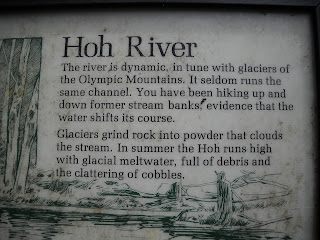 Hoh River
The river is dynamic, in tune with glaciers of
the Olympic Mountains. It seldom runs the
same channel. You have been hiking up and
down former stream banks, evidence that the
water shifts its course.
Glaciers grind rock into powder that clouds
the stream. In summer the Hoh runs high
with glacial meltwater, full of debris and
the clattering of cobbles.